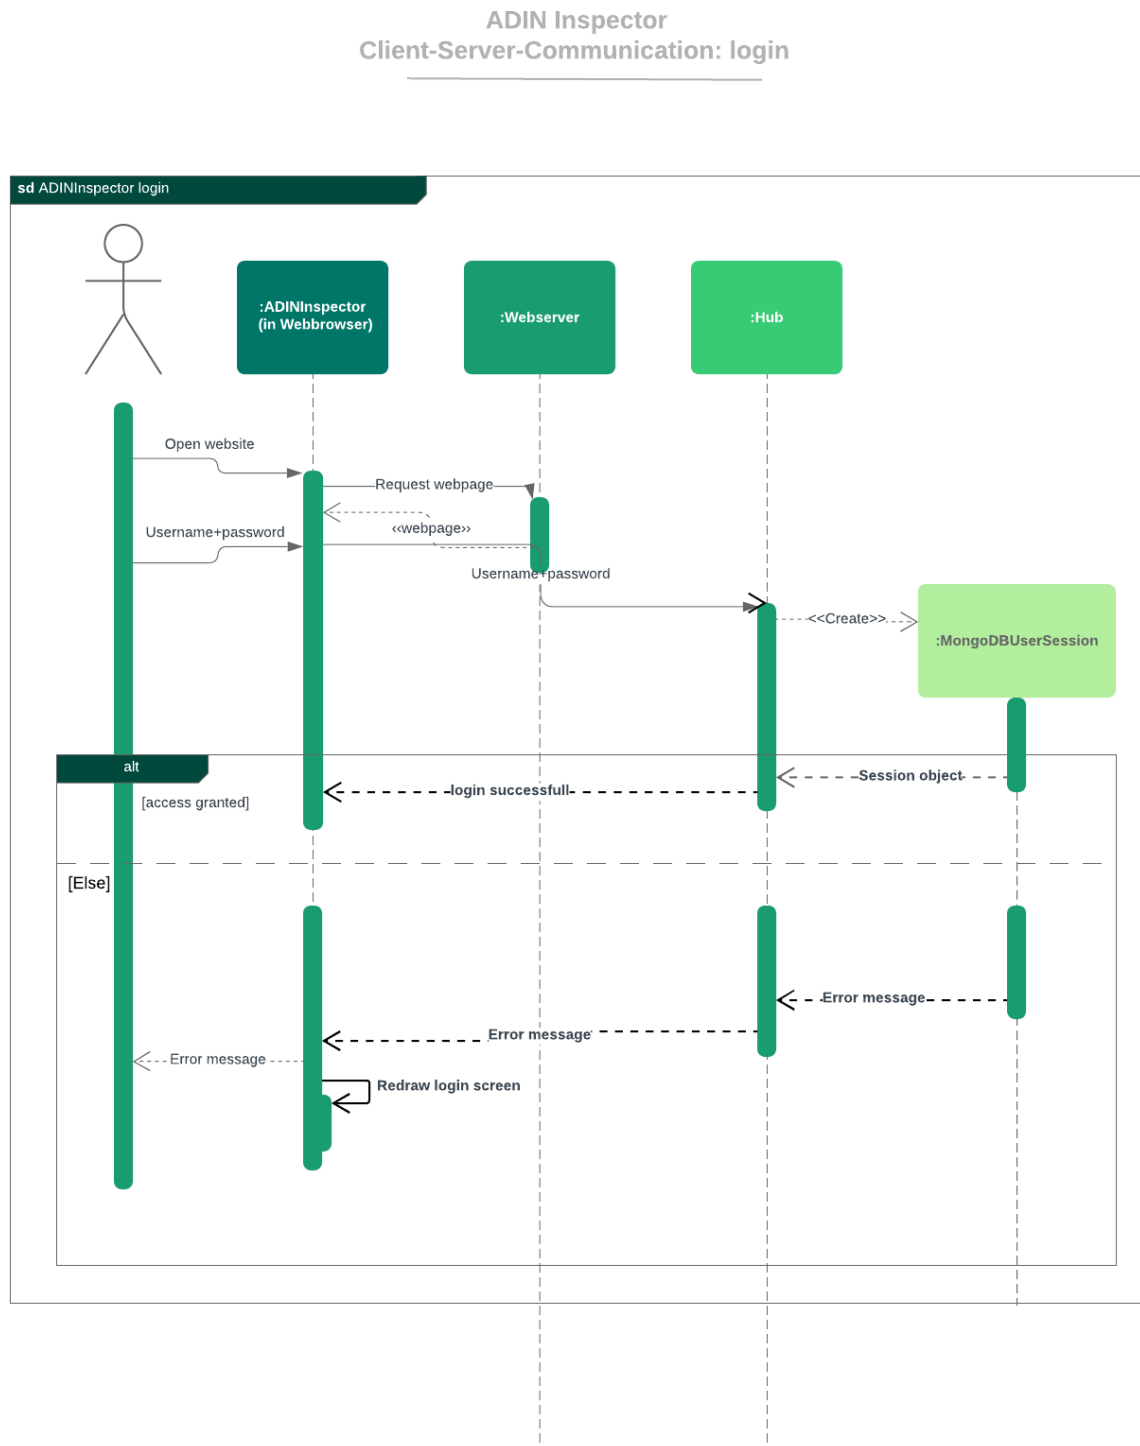 ADIN Inspector
Client-Server-Communication: login
sd ADINInspector login
:ADINInspector
(in Webbrowser)
:Webserver
:Hub
Open website
Request webpage
‹‹webpage››
Username+password
Username+password
<<Create>>
:MongoDBUserSession
alt
Session object
login successfull
[access granted]
[Else]
Error message
Error message
Error message
Redraw login screen